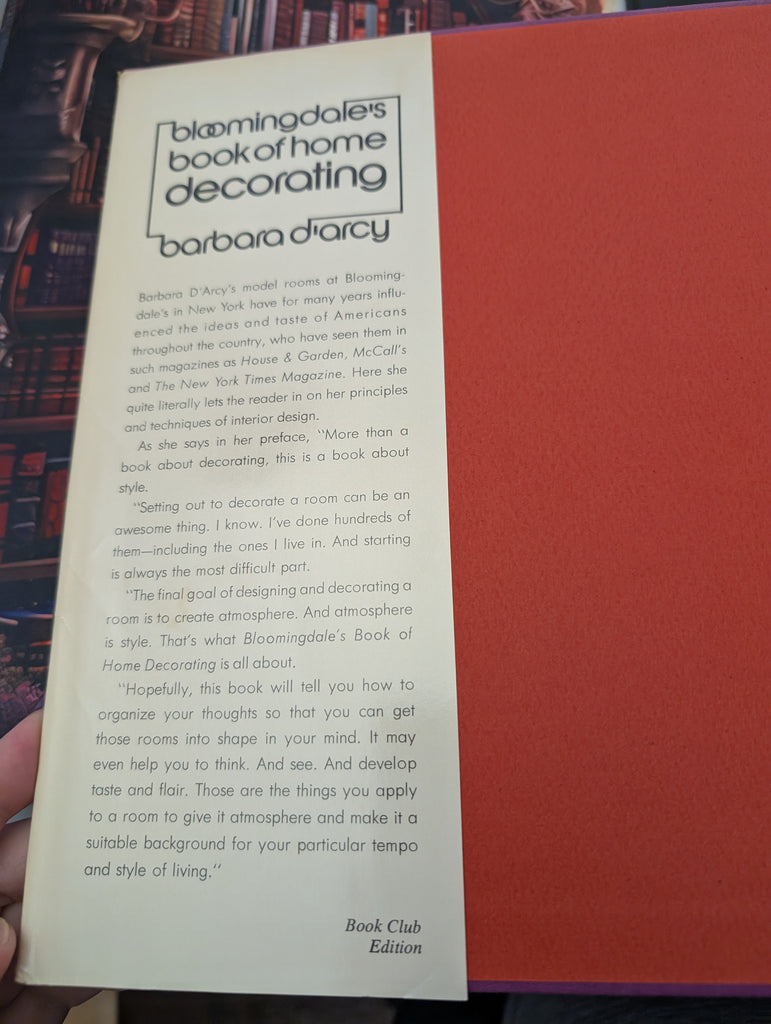 bloomingdale's
book of home
decorating
barbara d'arcy
Barbara D'Arcy's model rooms at Blooming-
dale's in New York have for many years influ-
enced the ideas and taste of Americans
throughout the country, who have seen them in
such magazines as House & Garden, McCall's
and The New York Times Magazine. Here she
quite literally lets the reader in on her principles
and techniques of interior design.
As she says in her preface, "More than a
book about decorating, this is a book about
style.
"Setting out to decorate a room can be an
awesome thing. I know. I've done hundreds of
them—including the ones I live in. And starting
is always the most difficult part.
"The final goal of designing and decorating a
room is to create atmosphere. And atmosphere
is style. That's what Bloomingdale's Book of
Home Decorating is all about.
"Hopefully, this book will tell you how to
organize your thoughts so that you can get
those rooms into shape in your mind. It may
even help you to think. And see. And develop
taste and flair. Those are the things you apply
to a room to give it atmosphere and make it a
suitable background for your particular tempo
and style of living."
Book Club
Edition